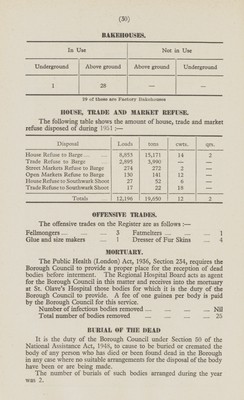 (30)
BAKEHOUSES.
In Use Not in Use
Underground Above ground Above ground Underground
1 28 — —
19 of these are Factory Bakehouses
HOUSE, TRADE AND MARKET REFUSE.
The following table shows the amount of house, trade and market
refuse disposed of during 1951 :—
Disposal Loads tons cwts. qrs.
House Refuse to Barge ... ... 8,853 15,171 14 2
Trade Refuse to Barge 2,895 3,990 — —
Street Markets Refuse to Barge 274 272 2 —
Open Markets Refuse to Barge 130 141 12 —
House Refuse to Southwark Shoot 27 52 6 —
Trade Refuse to Southwark Shoot 17 22 18 —
Totals 12,196 19,650 12 2
OFFENSIVE TRADES.
The offensive trades on the Register are as follows :—
Fellmongers ... ... 3 Fatmelters ... ... ... 1
Glue and size makers 1 Dresser of Fur Skins ... 4
MORTUARY.
The Public Health (London) Act, 1936, Section 234, requires the
Borough Council to provide a proper place for the reception of dead
bodies before interment. The Regional Hospital Board acts as agent
for the Borough Council in this matter and receives into the mortuary
at St. Olave's Hospital those bodies for which it is the duty of the
Borough Council to provide. A fee of one guinea per body is paid
by the Borough Council for this service.
Number of infectious bodies removed ... ... ... Nil
Total number of bodies removed ... ... ... ... 28
BURIAL OF THE DEAD
It is the duty of the Borough Council under Section 50 of the
National Assistance Act, 1948, to cause to be buried or cremated the
body of any person who has died or been found dead in the Borough
in any case where no suitable arrangements for the disposal of the body
have been or are being made.
The number of burials of such bodies arranged during the year
was 2.